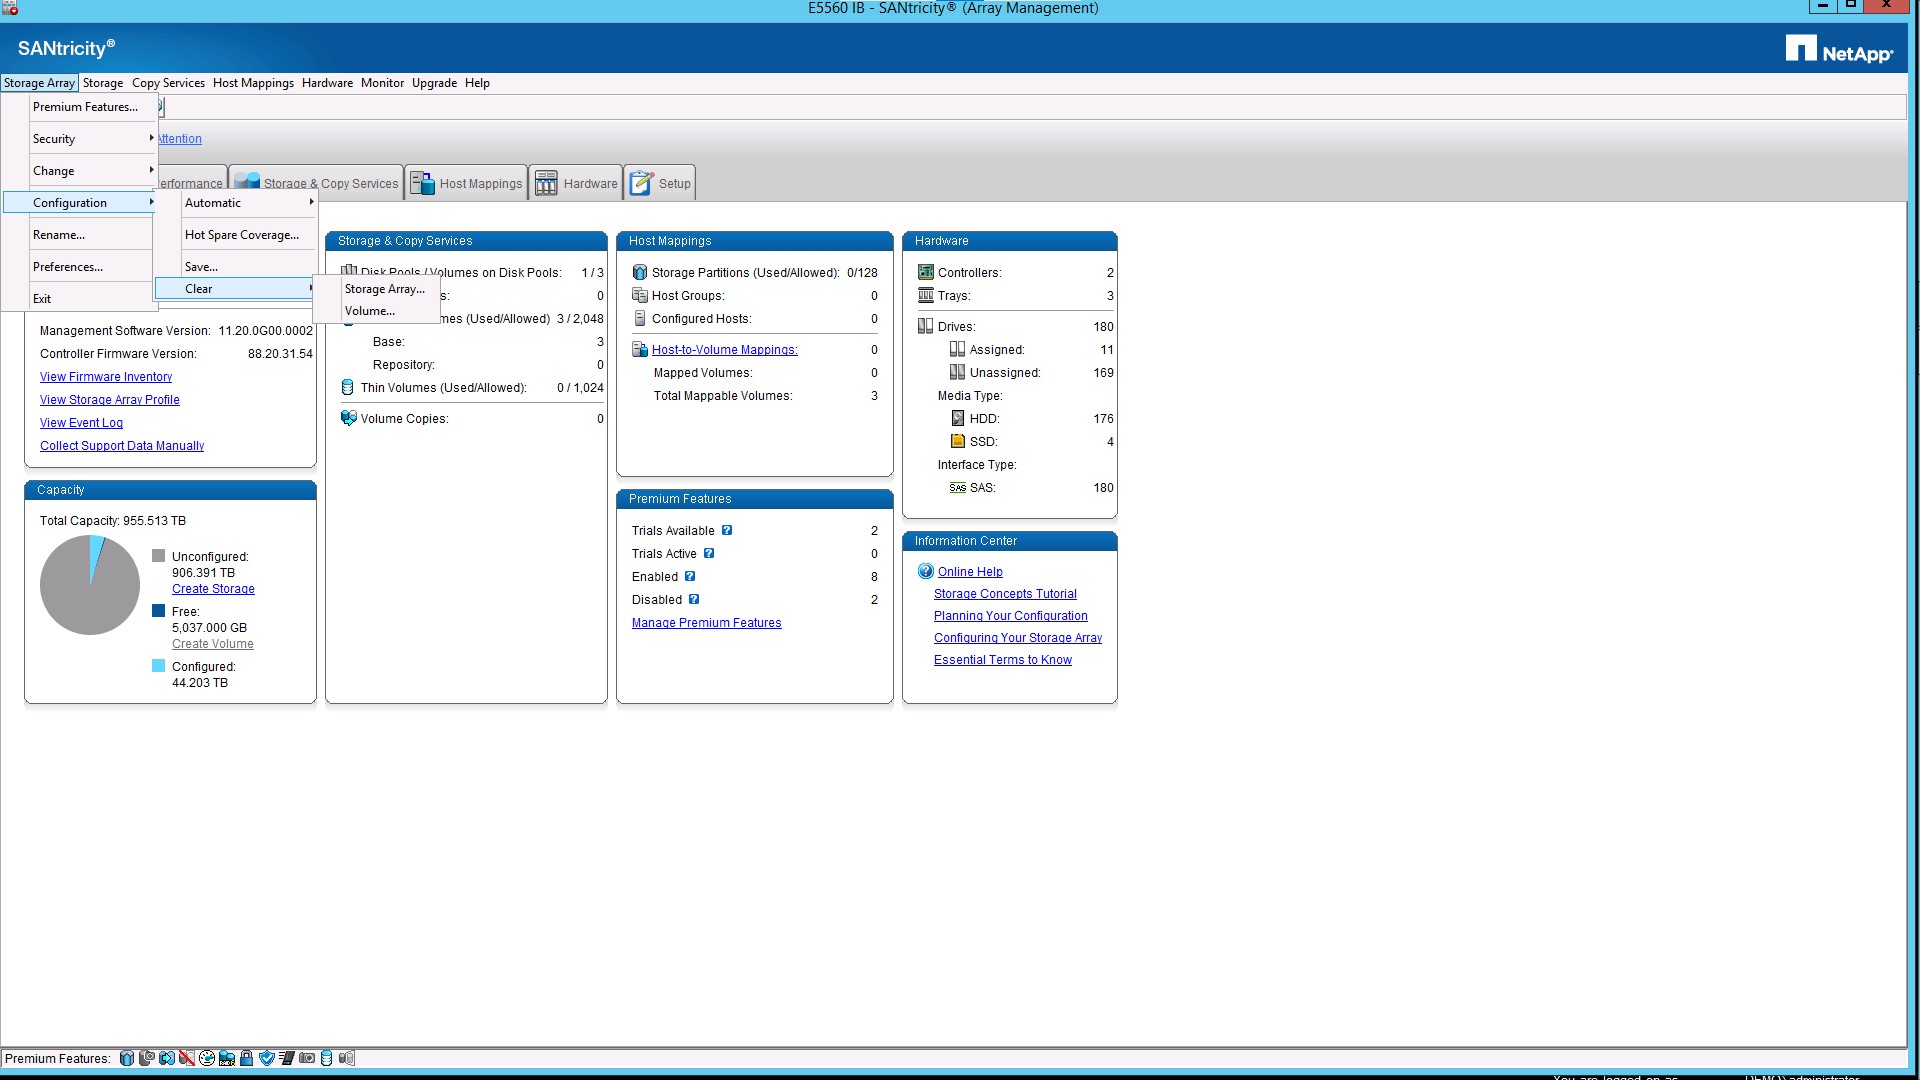 E5560 IB - SANtricity® (Array Management)
SANtricity®
NetApp®
Storage Array Storage Copy Services Host Mappings Hardware Monitor Upgrade Help
Premium Features...
Security
Attention
Change
Configuration
Rename...
Preferences...
Exit
Automatic
Hot Spare Coverage...
Save...
Clear
Storage Array...
Volume...
Storage & Copy Services
Host Mappings
Hardware
Setup
Management Software Version: 11.20.0G00.0002
Controller Firmware Version: 88.20.31.54
View Firmware Inventory
View Storage Array Profile
View Event Log
Collect Support Data Manually
Capacity
Total Capacity: 955.513 TB
Unconfigured:
906.391 TB
Create Storage
Free:
5,037.000 GB
Create Volume
Configured:
44.203 TB
Storage & Copy Services
Disk Pools / Volumes on Disk Pools: 1 / 3
0
(Used/Allowed) 3 / 2,048
Base: 3
Repository: 0
Thin Volumes (Used/Allowed): 0 / 1,024
Volume Copies: 0
Host Mappings
Storage Partitions (Used/Allowed): 0/128
Host Groups: 0
Configured Hosts: 0
Host-to-Volume Mappings: 0
Mapped Volumes: 0
Total Mappable Volumes: 3
Premium Features
Trials Available ? 2
Trials Active ? 0
Enabled ? 8
Disabled ? 2
Manage Premium Features
Hardware
Controllers: 2
Trays: 3
Drives: 180
Assigned: 11
Unassigned: 169
Media Type:
HDD: 176
SSD: 4
Interface Type:
SAS SAS: 180
Information Center
Online Help
Storage Concepts Tutorial
Planning Your Configuration
Configuring Your Storage Array
Essential Terms to Know
Premium Features: